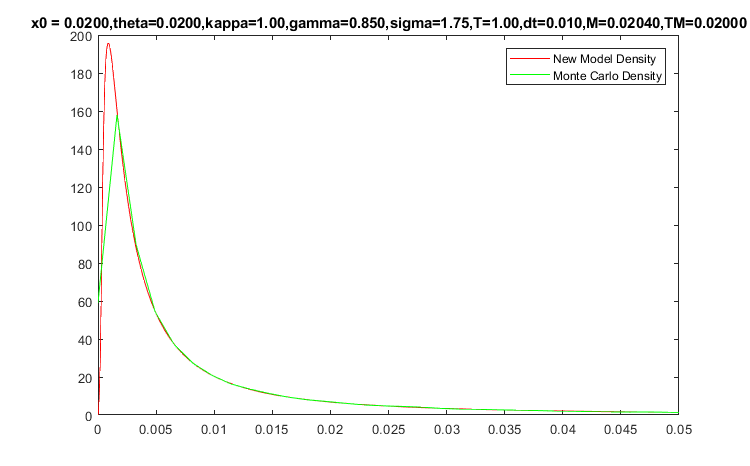 x0 = 0.0200,theta=0.0200,kappa=1.00,gamma=0.850,sigma=1.75,T=1.00,dt=0.010,M=0.02040,TM=0.02000
New Model Density
Monte Carlo Density
200
180
160
140
120
100
80
60
40
20
0
0 0.005 0.01 0.015 0.02 0.025 0.03 0.035 0.04 0.045 0.05